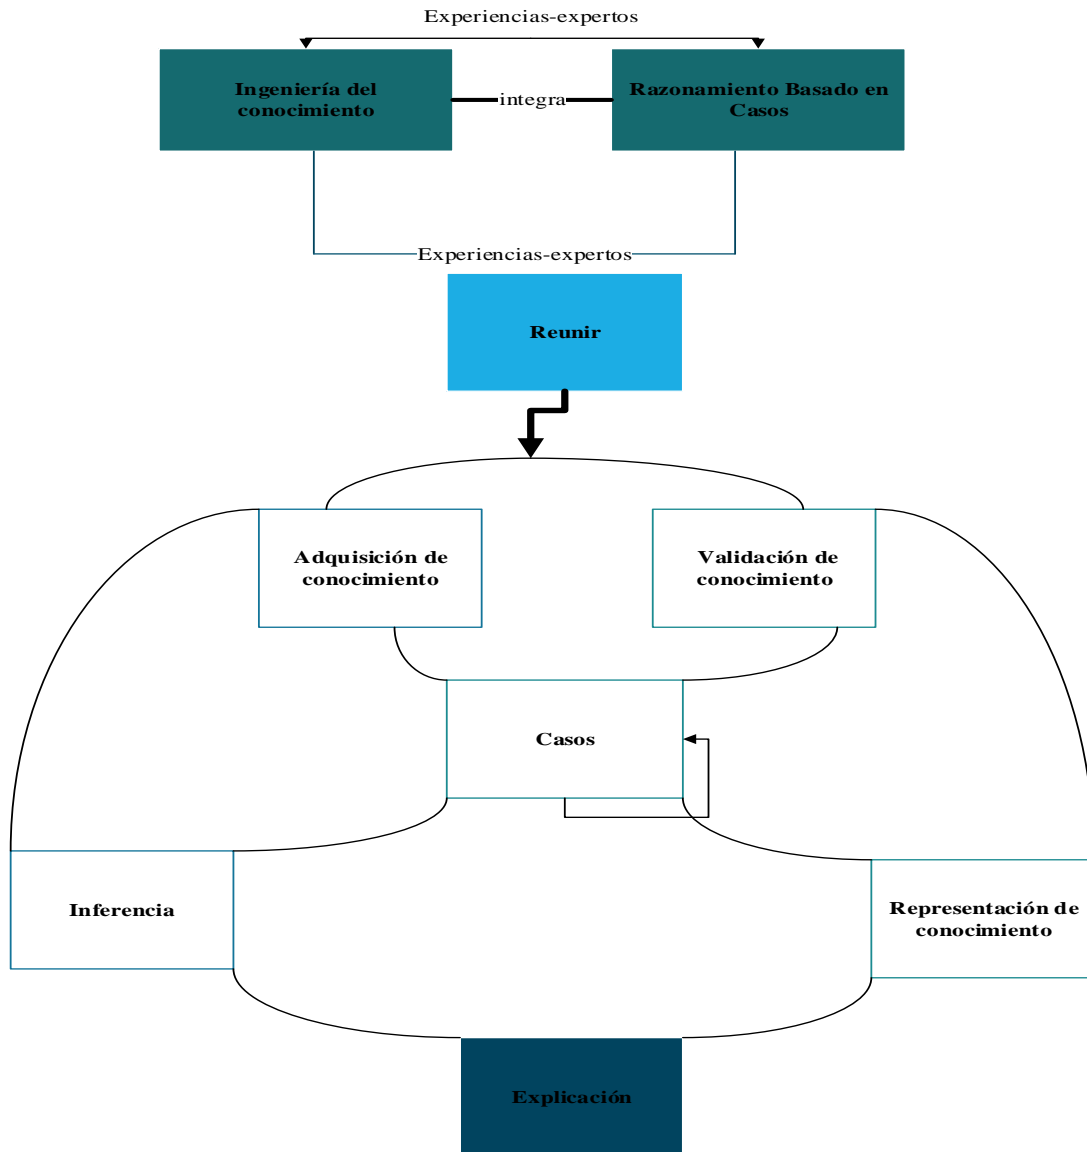 Experiencias-expertos
Ingeniería del
conocimiento
integra
Razonamiento Basado en
Casos
Experiencias-expertos
Reunir
Adquisición de
conocimiento
Validación de
conocimiento
Casos
Inferencia
Representación de
conocimiento
Explicación